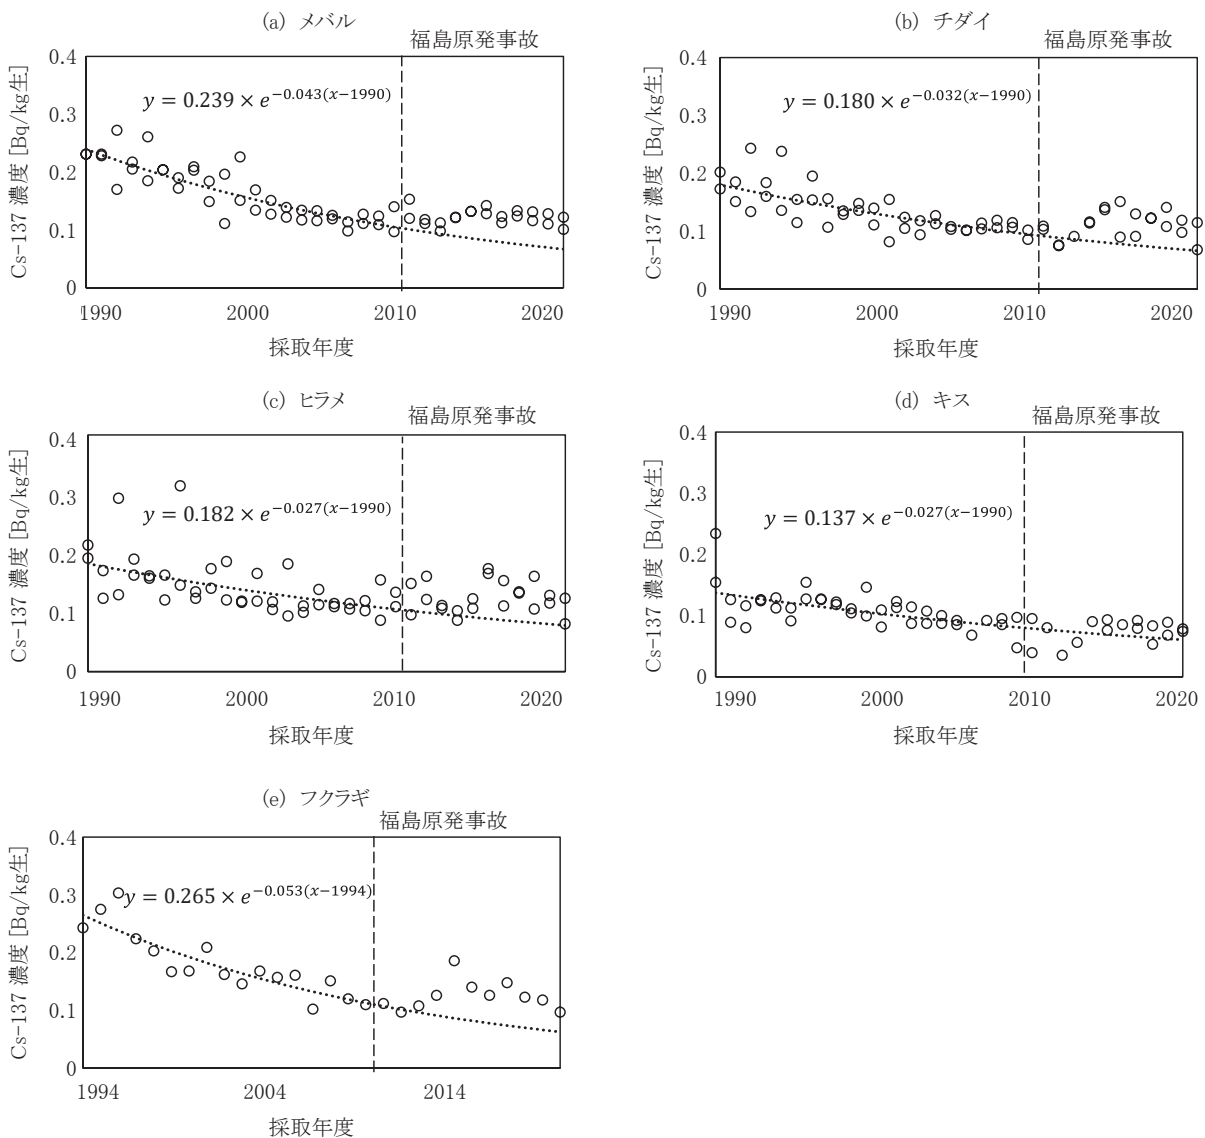 (a) メバル
福島原発事故
Cs-137 濃度 [Bq/kg生]
0.4
0.3
0.2
0.1
0
y = 0.239 × e^{-0.043(x-1990)}
1990 2000 2010 2020
採取年度
(b) チダイ
福島原発事故
Cs-137 濃度 [Bq/kg生]
0.4
0.3
0.2
0.1
0
y = 0.180 × e^{-0.032(x-1990)}
1990 2000 2010 2020
採取年度
(c) ヒラメ
福島原発事故
Cs-137 濃度 [Bq/kg生]
0.4
0.3
0.2
0.1
0
y = 0.182 × e^{-0.027(x-1990)}
1990 2000 2010 2020
採取年度
(d) キス
福島原発事故
Cs-137 濃度 [Bq/kg生]
0.4
0.3
0.2
0.1
0
y = 0.137 × e^{-0.027(x-1990)}
1990 2000 2010 2020
採取年度
(e) フクラギ
福島原発事故
Cs-137 濃度 [Bq/kg生]
0.4
0.3
0.2
0.1
0
y = 0.265 × e^{-0.053(x-1994)}
1994 2004 2014
採取年度